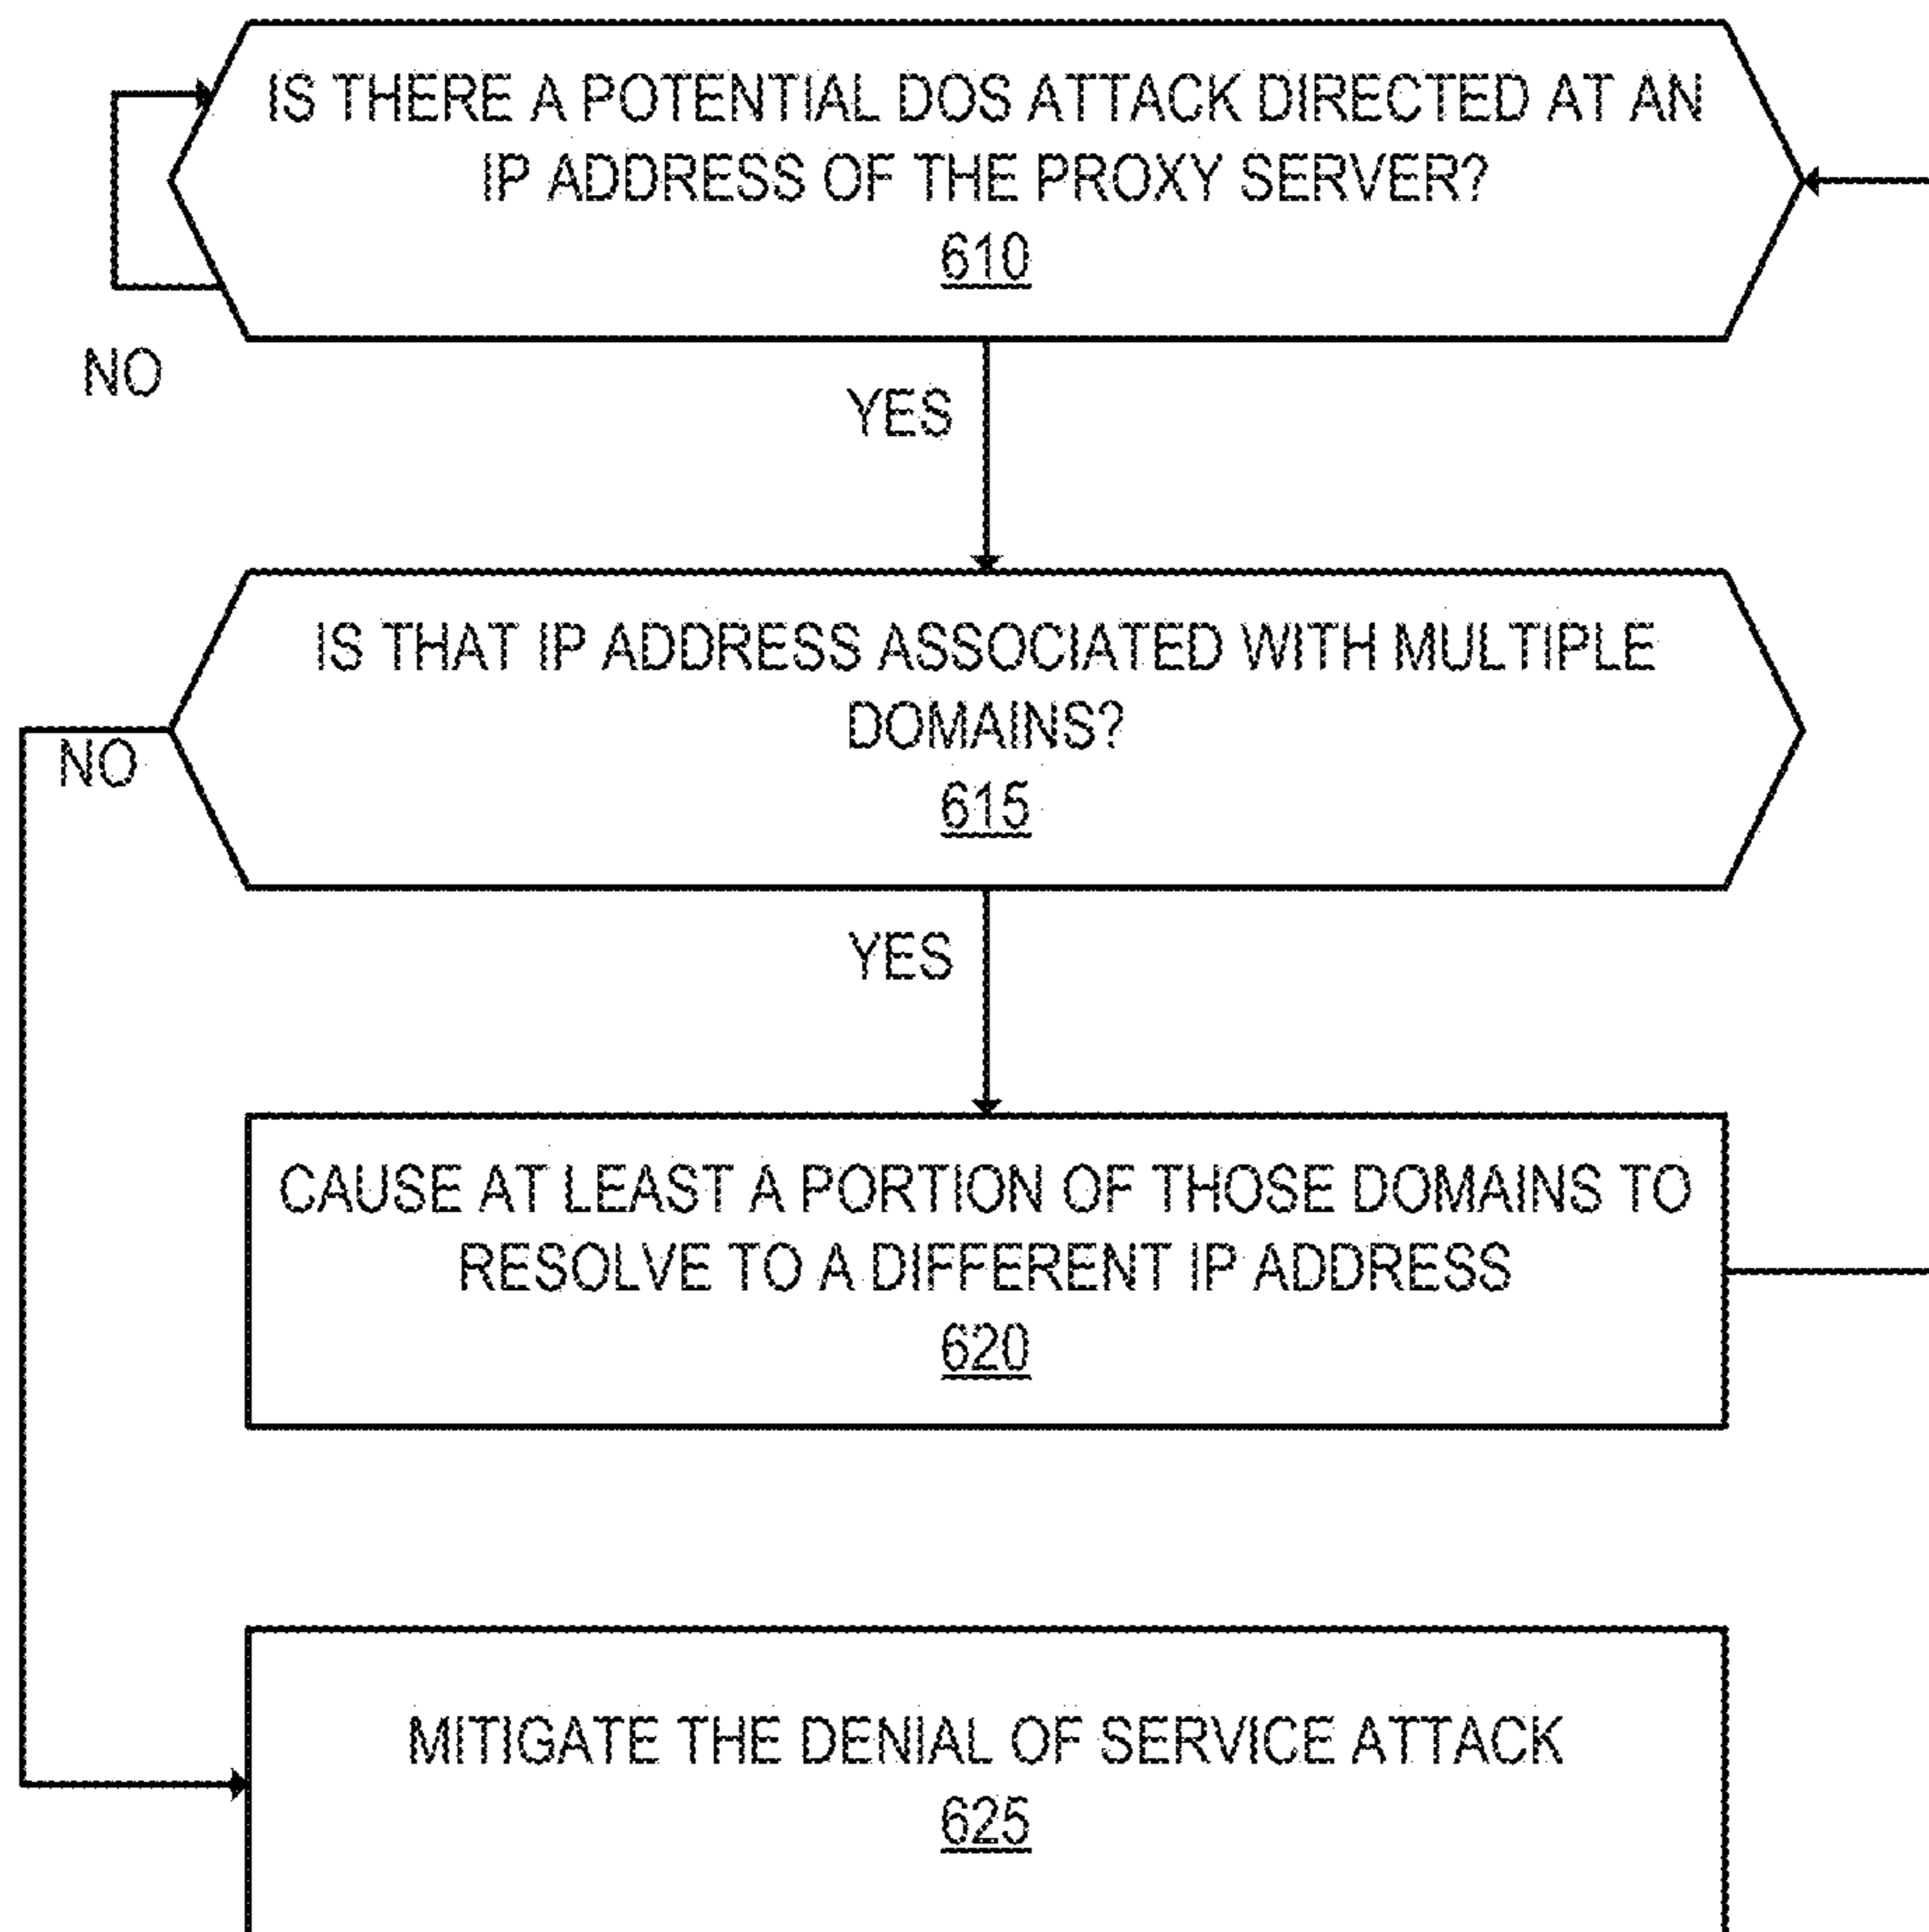 IS THERE A POTENTIAL DOS ATTACK DIRECTED AT AN
IP ADDRESS OF THE PROXY SERVER?
610
NO
YES
IS THAT IP ADDRESS ASSOCIATED WITH MULTIPLE
DOMAINS?
615
NO
YES
CAUSE AT LEAST A PORTION OF THOSE DOMAINS TO
RESOLVE TO A DIFFERENT IP ADDRESS
620
MITIGATE THE DENIAL OF SERVICE ATTACK
625